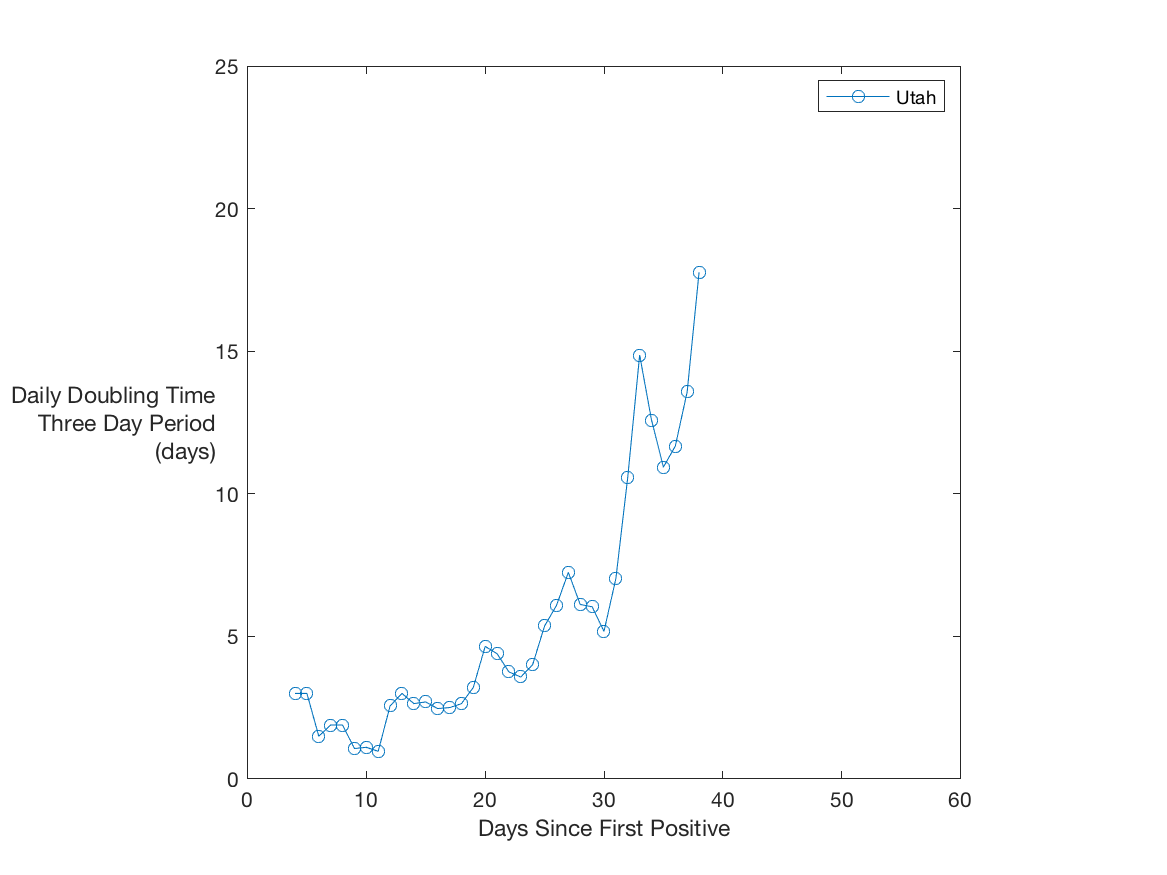 25
Utah
20
15
Daily Doubling Time
Three Day Period
(days)
10
5
0
0 10 20 30 40 50 60
Days Since First Positive